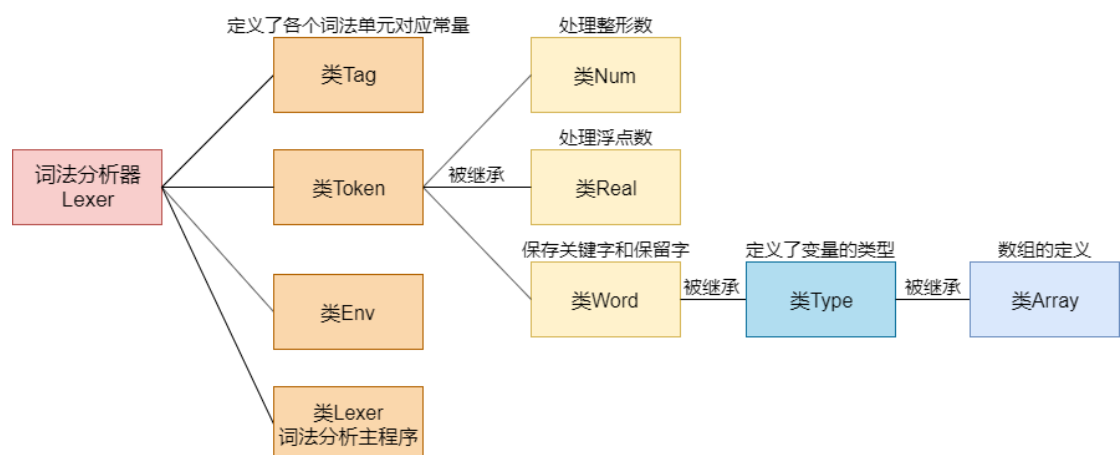 定义了各个词法单元对应常量
处理整形数
类Tag
类Num
处理浮点数
词法分析器
Lexer
类Token
被继承
类Real
保存关键字和保留字
定义了变量的类型
数组的定义
类Env
类Word
被继承
类Type
被继承
类Array
类Lexer
词法分析主程序